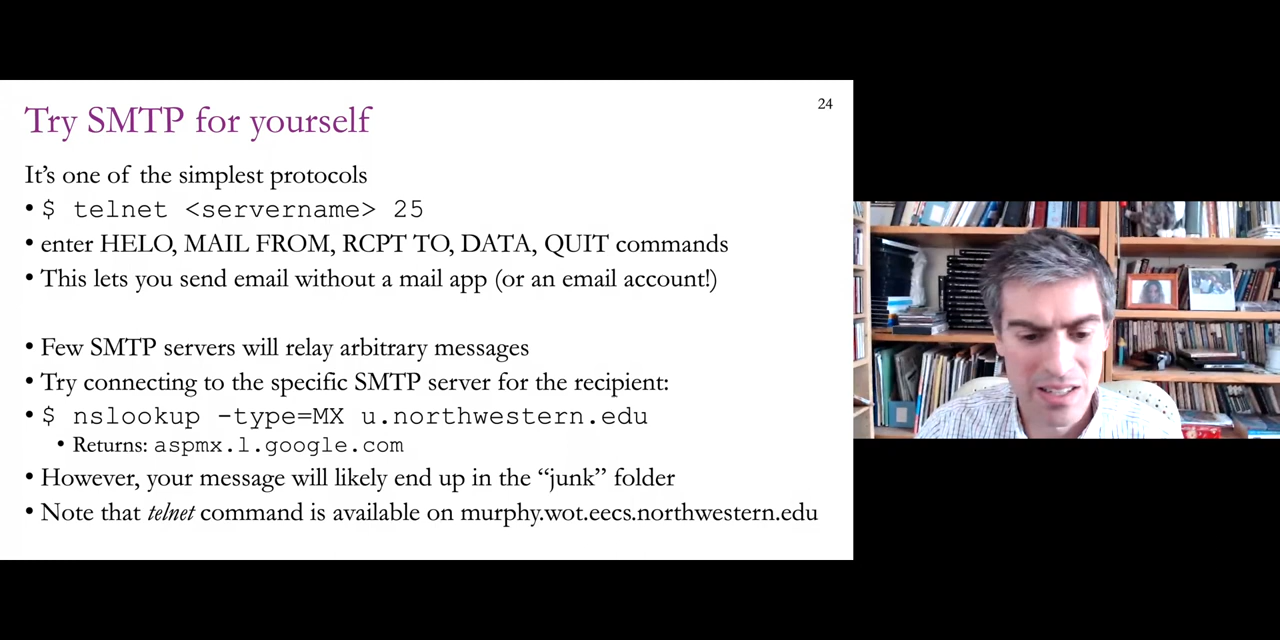 24
Try SMTP for yourself
It's one of the simplest protocols
• $ telnet <servername> 25
• enter HELO, MAIL FROM, RCPT TO, DATA, QUIT commands
• This lets you send email without a mail app (or an email account!)
• Few SMTP servers will relay arbitrary messages
• Try connecting to the specific SMTP server for the recipient:
• $ nslookup -type=MX u.northwestern.edu
• Returns: aspmx.l.google.com
• However, your message will likely end up in the “junk” folder
• Note that telnet command is available on murphy.wot.eecs.northwestern.edu